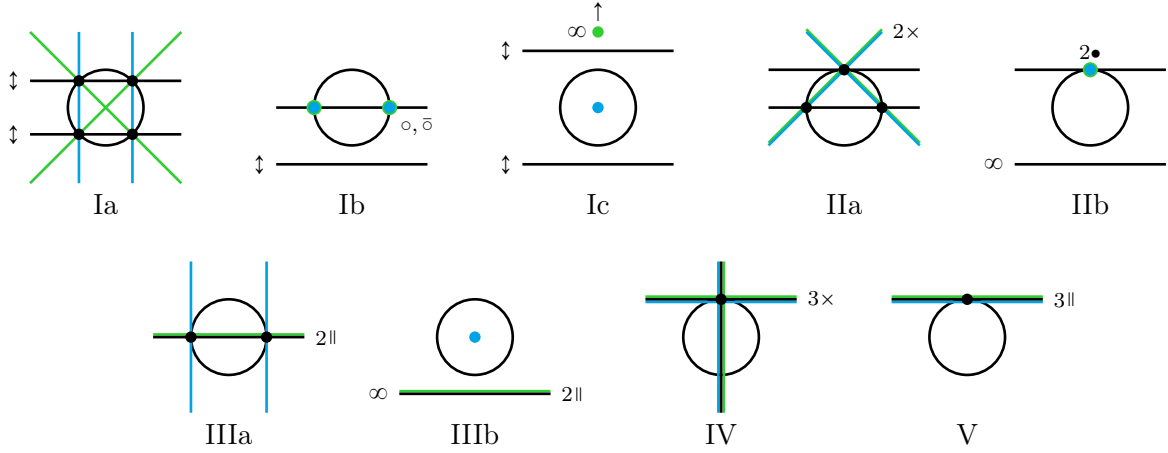 ↑
∞
↕
2×
2•
↕
↕
∘, ∘̄
↕
↕
∞
Ia
Ib
Ic
IIa
IIb
2∥
3×
3∥
∞
2∥
IIIa
IIIb
IV
V